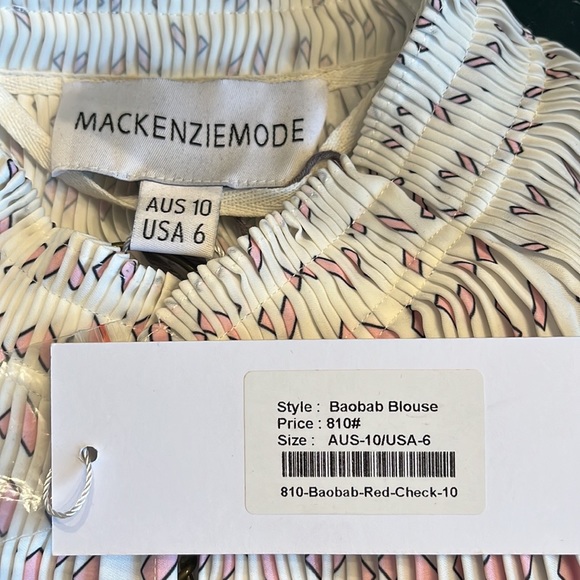 MACKENZIEMODE
AUS 10
USA 6
Style : Baobab Blouse
Price : 810#
Size : AUS-10/USA-6
810-Baobab-Red-Check-10